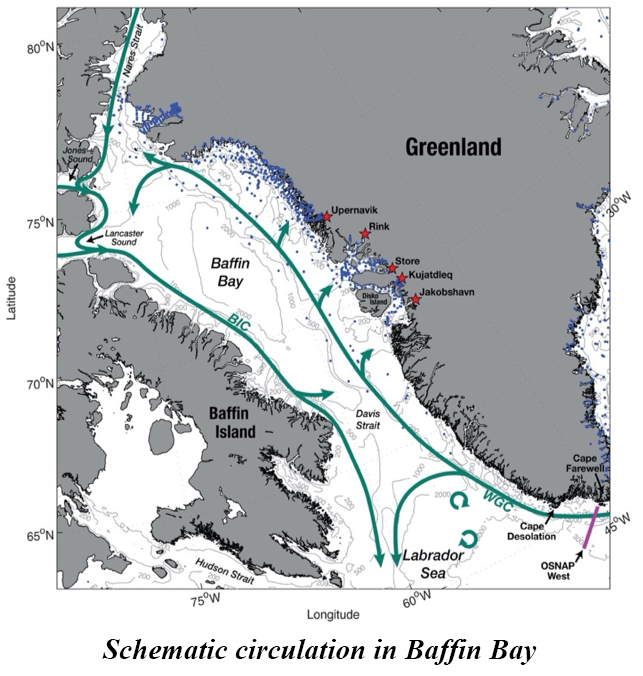 80°N
Nares Strait
Jones
Sound
Greenland
30°W
75°N
Upernavik
Rink
Lancaster
Sound
Store
Kujatdleq
Baffin
Bay
Disko
Island
Jakobshavn
Latitude
BIC
70°N
Baffin
Island
Davis
Strait
Cape
Farewell
WGC
Cape
Desolation
45°W
65°N
Labrador
Sea
OSNAP
West
Hudson Strait
75°W
60°W
Longitude
Schematic circulation in Baffin Bay